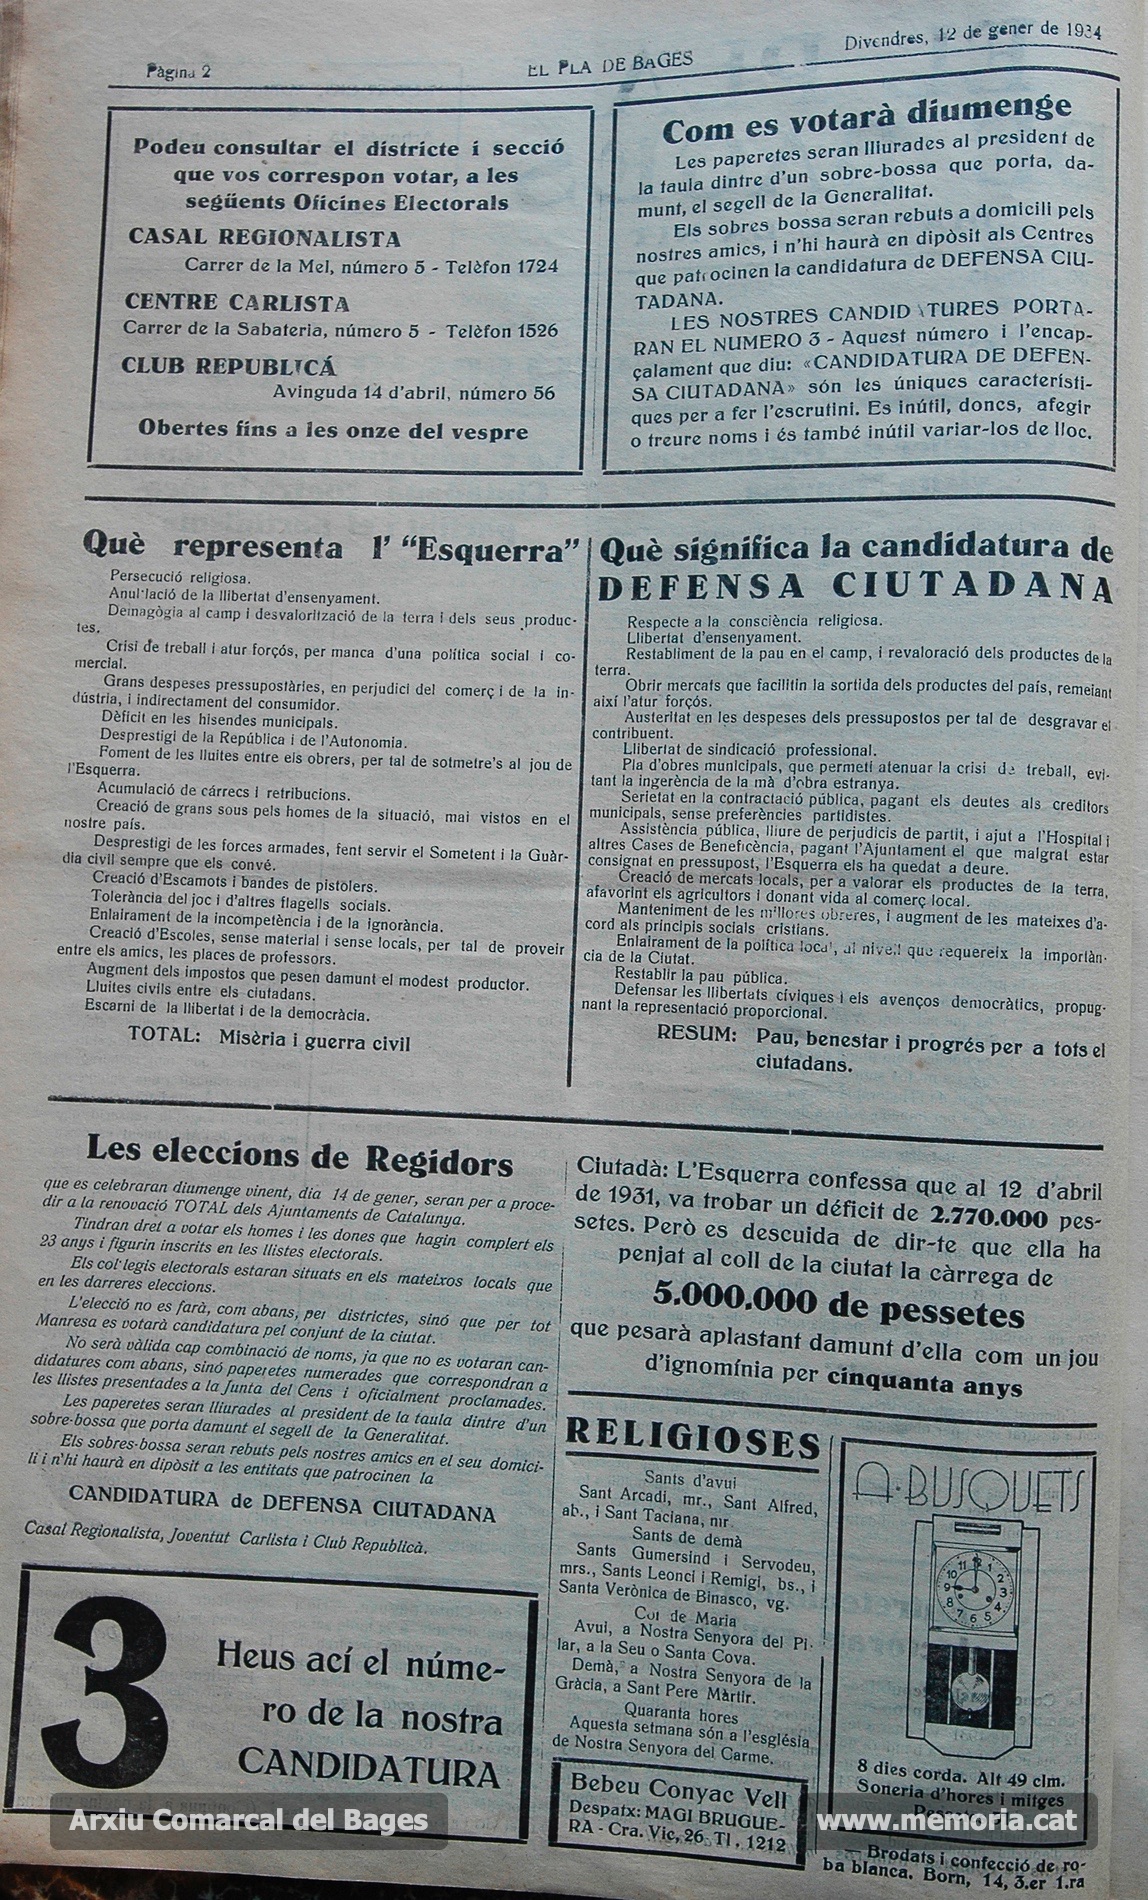 Pàgina 2
EL PLA DE BAGES
Divendres, 12 de gener de 1934
Podeu consultar el districte i secció
que vos correspon votar, a les
següents Oficines Electorals
CASAL REGIONALISTA
Carrer de la Mel, número 5 - Telèfon 1724
CENTRE CARLISTA
Carrer de la Sabateria, número 5 - Telèfon 1526
CLUB REPUBLICÁ
Avinguda 14 d'abril, número 56
Obertes fins a les onze del vespre
Com es votarà diumenge
Les paperetes seran lliurades al president de
la taula dintre d'un sobre-bossa que porta, da-
munt, el segell de la Generalitat.
Els sobres bossa seran rebuts a domicili pels
nostres amics, i n'hi haurà en dipòsit als Centres
que patrocinen la candidatura de DEFENSA CIU-
TADANA.
LES NOSTRES CANDIDATURES PORTA-
RAN EL NUMERO 3 - Aquest número i l'encap-
çalament que diu: «CANDIDATURA DE DEFEN-
SA CIUTADANA» són les úniques característi-
ques per a fer l'escrutini. Es inútil, doncs, afegir
o treure noms i és també inútil variar-los de lloc.
Què representa l' "Esquerra"
Persecució religiosa.
Anul·lació de la llibertat d'ensenyament.
Demagògia al camp i desvalorització de la terra i dels seus produc-
tes.
Crisi de treball i atur forçós, per manca d'una política social i co-
mercial.
Grans despeses pressupostàries, en perjudici del comerç i de la in-
dústria, i indirectament del consumidor.
Dèficit en les hisendes municipals.
Desprestigi de la República i de l'Autonomia.
Foment de les lluites entre els obrers, per tal de sotmetre's al jou de
l'Esquerra.
Acumulació de cárrecs i retribucions.
Creació de grans sous pels homes de la situació, mai vistos en el
nostre país.
Desprestigi de les forces armades, fent servir el Sometent i la Guàr-
dia civil sempre que els convé.
Creació d'Escamots i bandes de pistolers.
Tolerància del joc i d'altres flagells socials.
Enlairament de la incompetència i de la ignorància.
Creació d'Escoles, sense material i sense locals, per tal de proveir
entre els amics, les places de professors.
Augment dels impostos que pesen damunt el modest productor.
Lluites civils entre els ciutadans.
Escarni de la llibertat i de la democràcia.
TOTAL: Misèria i guerra civil
Què significa la candidatura de
DEFENSA CIUTADANA
Respecte a la consciència religiosa.
Llibertat d'ensenyament.
Restabliment de la pau en el camp, i revaloració dels productes de la
terra.
Obrir mercats que facilitin la sortida dels productes del país, remeiant
així l'atur forçós.
Austeritat en les despeses dels pressupostos per tal de desgravar el
contribuent.
Llibertat de sindicació professional.
Pla d'obres municipals, que permeti atenuar la crisi de treball, evi-
tant la ingerència de la mà d'obra estranya.
Serietat en la contractació pública, pagant els deutes als creditors
municipals, sense preferències partidistes.
Assistència pública, lliure de perjudicis de partit, i ajut a l'Hospital i
altres Cases de Beneficència, pagant l'Ajuntament el que malgrat estar
consignat en pressupost, l'Esquerra els ha quedat a deure.
Creació de mercats locals, per a valorar els productes de la terra,
afavorint els agricultors i donant vida al comerç local.
Manteniment de les millores obreres, i augment de les mateixes d'a-
cord als principis socials cristians.
Enlairament de la política local, al nivell que requereix la importàn-
cia de la Ciutat.
Restablir la pau pública.
Defensar les llibertats cíviques i els avenços democràtics, propug-
nant la representació proporcional.
RESUM: Pau, benestar i progrés per a tots el
ciutadans.
Les eleccions de Regidors
que es celebraran diumenge vinent, dia 14 de gener, seran per a proce-
dir a la renovació TOTAL dels Ajuntaments de Catalunya.
Tindran dret a votar els homes i les dones que hagin complert els
23 anys i figurin inscrits en les llistes electorals.
Els col·legis electorals estaran situats en els mateixos locals que
en les darreres eleccions.
L'elecció no es farà, com abans, per districtes, sinó que per tot
Manresa es votarà candidatura pel conjunt de la ciutat.
No serà vàlida cap combinació de noms, ja que no es votaran can-
didatures com abans, sinó paperetes numerades que correspondran a
les llistes presentades a la Junta del Cens i oficialment proclamades.
Les paperetes seran lliurades al president de la taula dintre d'un
sobre-bossa que porta damunt el segell de la Generalitat.
Els sobres-bossa seran rebuts pels nostres amics en el seu domici-
li i n'hi haurà en dipòsit a les entitats que patrocinen la
CANDIDATURA de DEFENSA CIUTADANA
Casal Regionalista, Joventut Carlista i Club Republicà.
3
Heus ací el núme-
ro de la nostra
CANDIDATURA
Ciutadà: L'Esquerra confessa que al 12 d'abril
de 1931, va trobar un déficit de 2.770.000 pes-
setes. Però es descuida de dir-te que ella ha
penjat al coll de la ciutat la càrrega de
5.000.000 de pessetes
que pesarà aplastant damunt d'ella com un jou
d'ignomínia per cinquanta anys
RELIGIOSES
Sants d'avui
Sant Arcadi, mr., Sant Alfred,
ab., i Sant Taciana, mr.
Sants de demà
Sants Gumersind i Servodeu,
mrs., Sants Leonci i Remigi, bs., i
Santa Verònica de Binasco, vg.
Cor de Maria
Avui, a Nostra Senyora del Pi-
lar, a la Seu o Santa Cova.
Demà, a Nostra Senyora de la
Gràcia, a Sant Pere Màrtir.
Quaranta hores
Aquesta setmana són a l'església
de Nostra Senyora del Carme.
Bebeu Conyac Vell
Despatx: MAGI BRUGUE-
RA - Cra. Vic, 26 Tl. 1212
A·BUSQUETS
12 1 2 3 4 5 6 7 8 9 10 11
8 dies corda. Alt 49 clm.
Soneria d'hores i mitges
Brodats i confecció de ro-
ba blanca. Born, 14, 3.er 1.ra
Arxiu Comarcal del Bages
www.memoria.cat